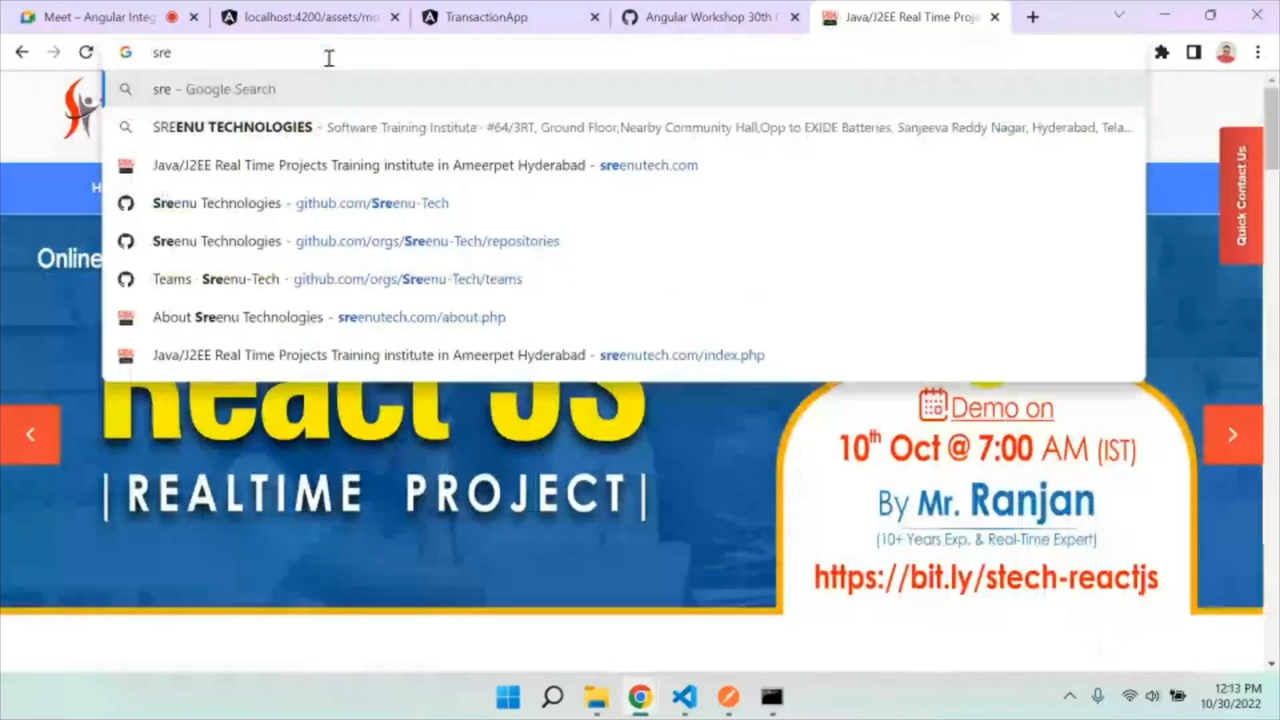 Meet – Angular Integ
localhost:4200/assets/mo
TransactionApp
Angular Workshop 30th
Java/J2EE Real Time Proje
sre
sre – Google Search
SREENU TECHNOLOGIES – Software Training Institute - #64/3RT, Ground Floor,Nearby Community Hall,Opp to EXIDE Batteries, Sanjeeva Reddy Nagar, Hyderabad, Tela...
Java/J2EE Real Time Projects Training institute in Ameerpet Hyderabad – sreenutech.com
Sreenu Technologies – github.com/Sreenu-Tech
Sreenu Technologies – github.com/orgs/Sreenu-Tech/repositories
Teams · Sreenu-Tech – github.com/orgs/Sreenu-Tech/teams
About Sreenu Technologies – sreenutech.com/about.php
Java/J2EE Real Time Projects Training institute in Ameerpet Hyderabad – sreenutech.com/index.php
Quick Contact Us
H
Online
React JS
|REALTIME PROJECT|
Demo on
10th Oct @ 7:00 AM (IST)
By Mr. Ranjan
(10+ Years Exp. & Real-Time Expert)
https://bit.ly/stech-reactjs
12:13 PM
10/30/2022